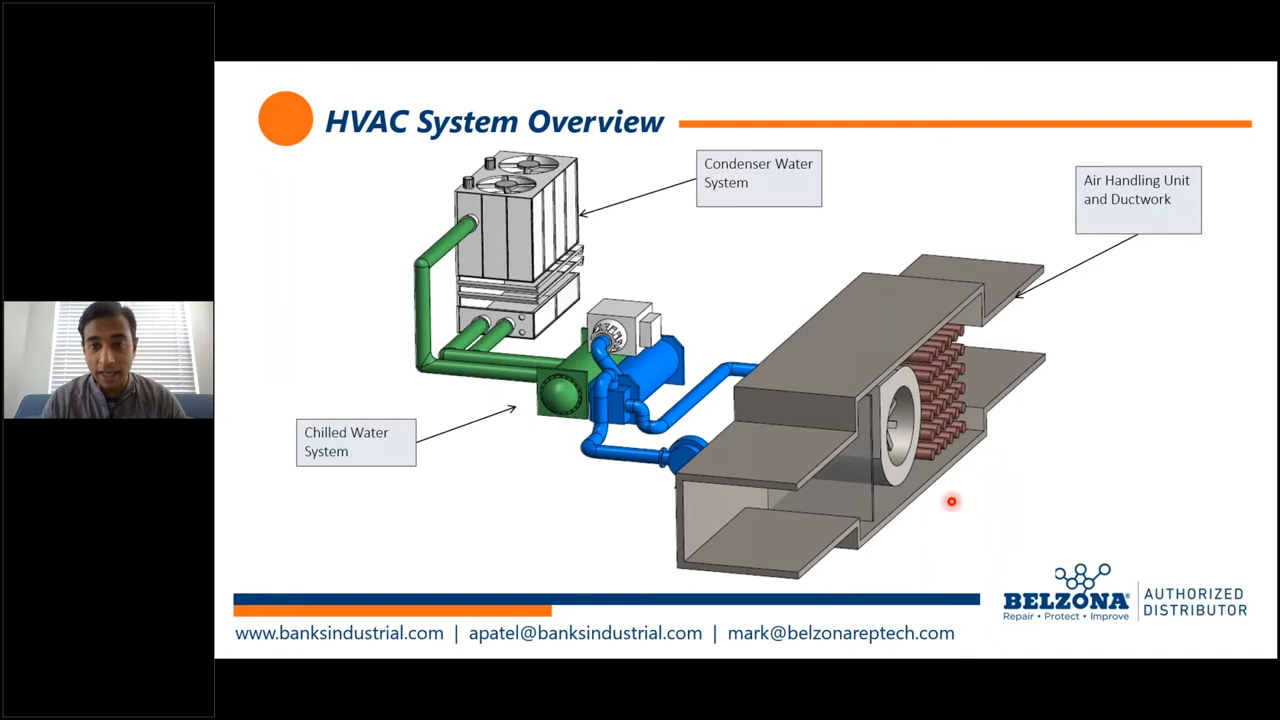 HVAC System Overview
Condenser Water
System
Air Handling Unit
and Ductwork
Chilled Water
System
BELZONA®
Repair • Protect • Improve
AUTHORIZED
DISTRIBUTOR
www.banksindustrial.com | apatel@banksindustrial.com | mark@belzonareptech.com